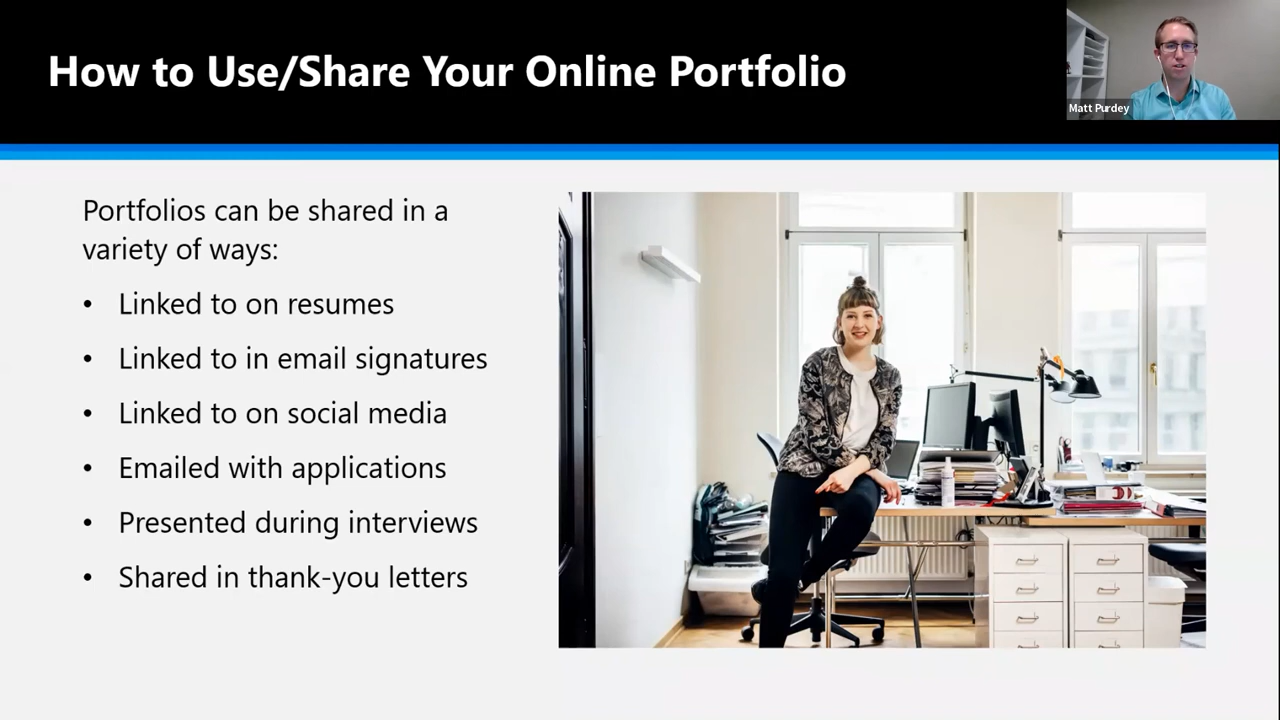 How to Use/Share Your Online Portfolio
Matt Purdey
Portfolios can be shared in a
variety of ways:
• Linked to on resumes
• Linked to in email signatures
• Linked to on social media
• Emailed with applications
• Presented during interviews
• Shared in thank-you letters